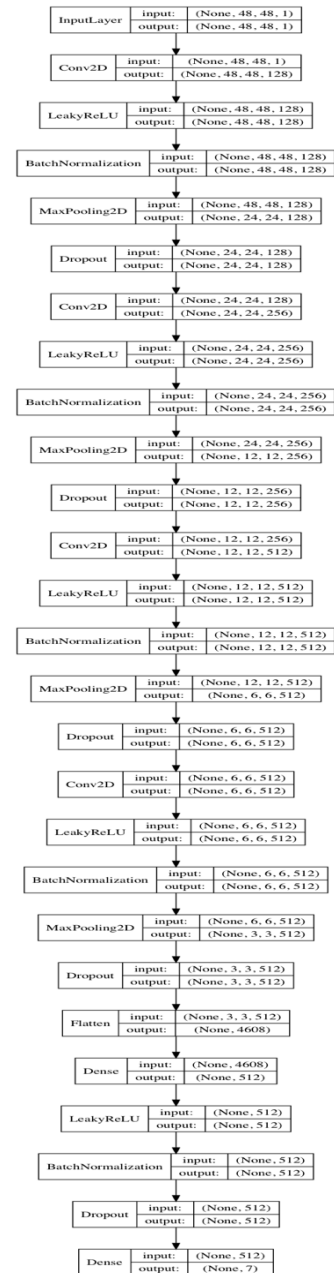 InputLayer input: (None, 48, 48, 1)
output: (None, 48, 48, 1)
Conv2D input: (None, 48, 48, 1)
output: (None, 48, 48, 128)
LeakyReLU input: (None, 48, 48, 128)
output: (None, 48, 48, 128)
BatchNormalization input: (None, 48, 48, 128)
output: (None, 48, 48, 128)
MaxPooling2D input: (None, 48, 48, 128)
output: (None, 24, 24, 128)
Dropout input: (None, 24, 24, 128)
output: (None, 24, 24, 128)
Conv2D input: (None, 24, 24, 128)
output: (None, 24, 24, 256)
LeakyReLU input: (None, 24, 24, 256)
output: (None, 24, 24, 256)
BatchNormalization input: (None, 24, 24, 256)
output: (None, 24, 24, 256)
MaxPooling2D input: (None, 24, 24, 256)
output: (None, 12, 12, 256)
Dropout input: (None, 12, 12, 256)
output: (None, 12, 12, 256)
Conv2D input: (None, 12, 12, 256)
output: (None, 12, 12, 512)
LeakyReLU input: (None, 12, 12, 512)
output: (None, 12, 12, 512)
BatchNormalization input: (None, 12, 12, 512)
output: (None, 12, 12, 512)
MaxPooling2D input: (None, 12, 12, 512)
output: (None, 6, 6, 512)
Dropout input: (None, 6, 6, 512)
output: (None, 6, 6, 512)
Conv2D input: (None, 6, 6, 512)
output: (None, 6, 6, 512)
LeakyReLU input: (None, 6, 6, 512)
output: (None, 6, 6, 512)
BatchNormalization input: (None, 6, 6, 512)
output: (None, 6, 6, 512)
MaxPooling2D input: (None, 6, 6, 512)
output: (None, 3, 3, 512)
Dropout input: (None, 3, 3, 512)
output: (None, 3, 3, 512)
Flatten input: (None, 3, 3, 512)
output: (None, 4608)
Dense input: (None, 4608)
output: (None, 512)
LeakyReLU input: (None, 512)
output: (None, 512)
BatchNormalization input: (None, 512)
output: (None, 512)
Dropout input: (None, 512)
output: (None, 512)
Dense input: (None, 512)
output: (None, 7)